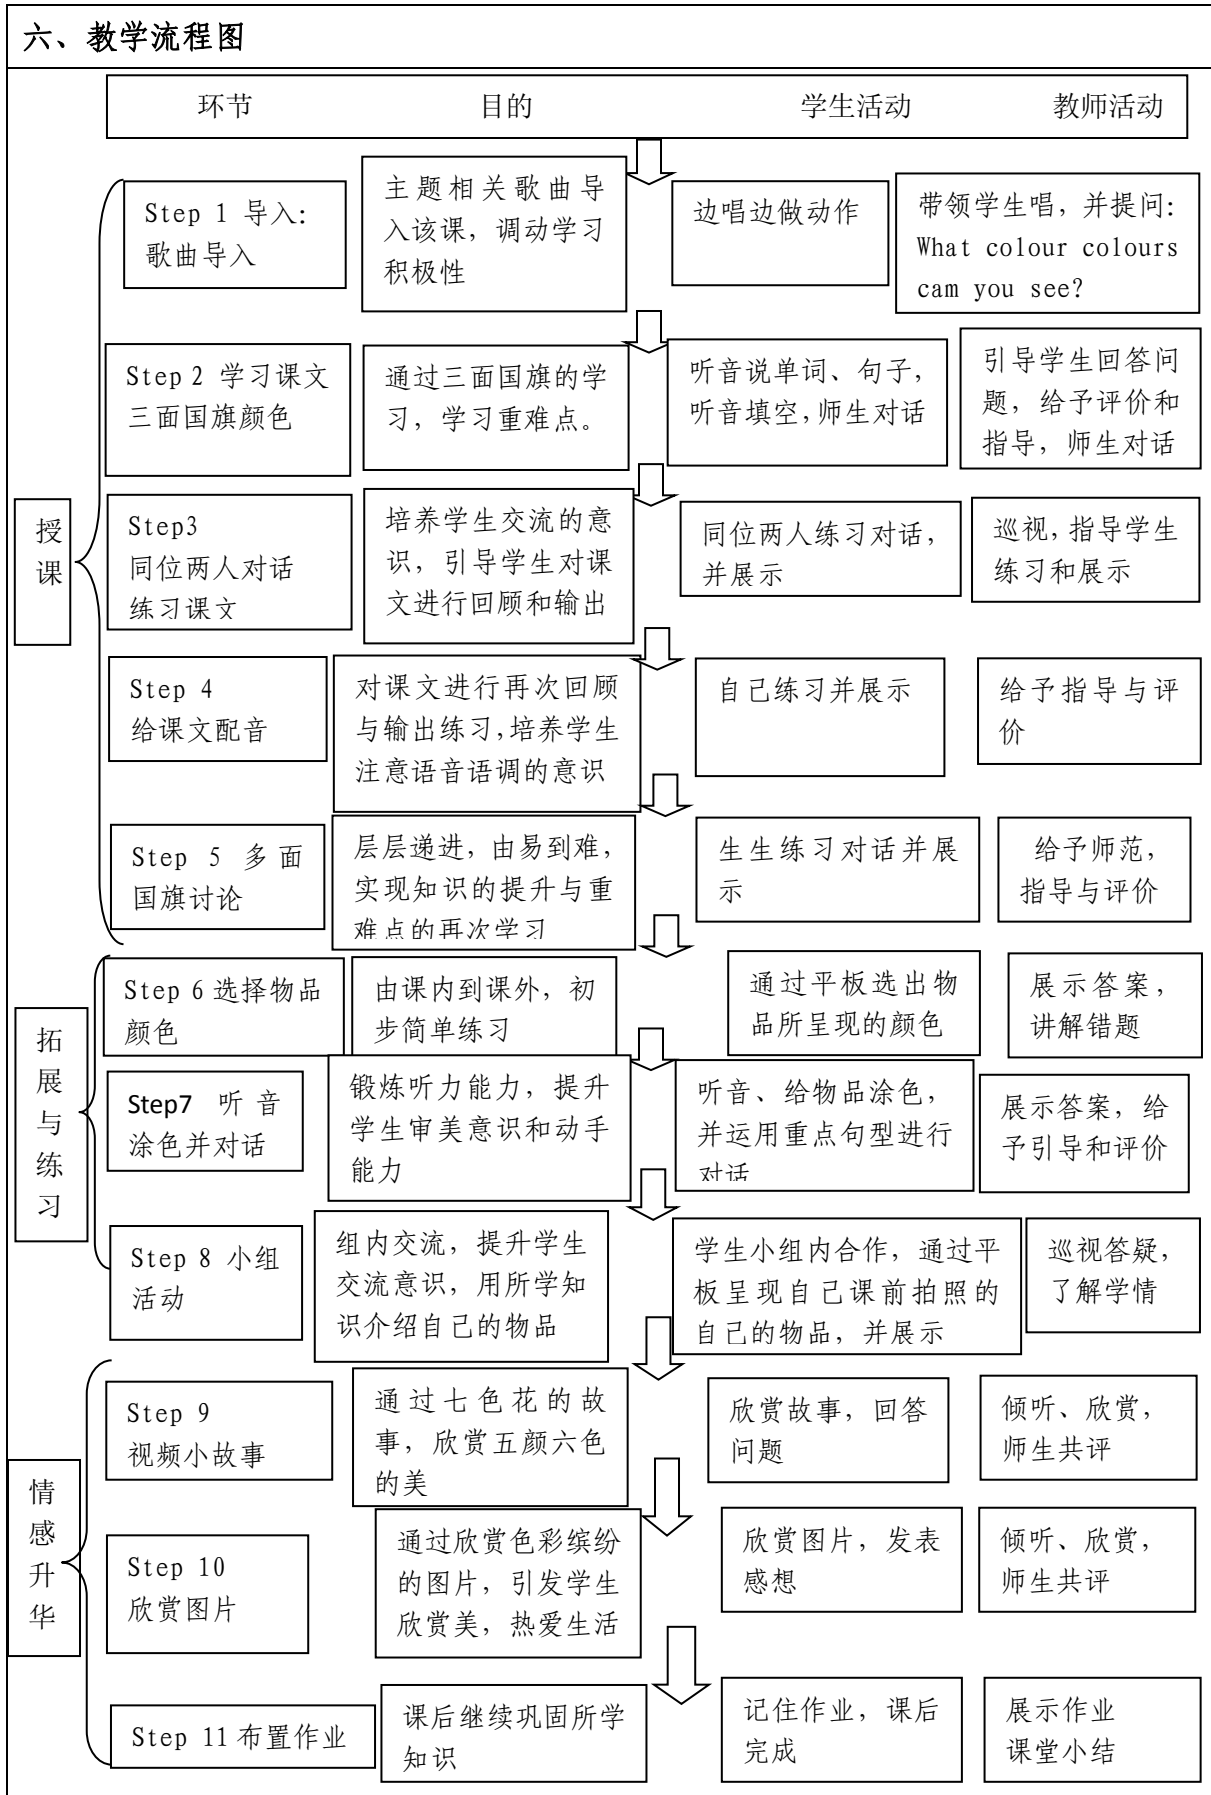 六、教学流程图
环节 目的 学生活动 教师活动
授
课
Step 1 导入：
歌曲导入
主题相关歌曲导
入该课，调动学习
积极性
边唱边做动作
带领学生唱，并提问：
What colour colours
cam you see?
Step 2 学习课文
三面国旗颜色
通过三面国旗的学
习，学习重难点。
听音说单词、句子，
听音填空，师生对话
引导学生回答问
题，给予评价和
指导，师生对话
Step3
同位两人对话
练习课文
培养学生交流的意
识，引导学生对课
文进行回顾和输出
同位两人练习对话，
并展示
巡视，指导学生
练习和展示
Step 4
给课文配音
对课文进行再次回顾
与输出练习，培养学生
注意语音语调的意识
自己练习并展示
给予指导与评
价
Step 5 多面
国旗讨论
层层递进，由易到难，
实现知识的提升与重
难点的再次学习
生生练习对话并展
示
给予师范，
指导与评价
拓
展
与
练
习
Step 6 选择物品
颜色
由课内到课外，初
步简单练习
通过平板选出物
品所呈现的颜色
展示答案，
讲解错题
Step7 听音
涂色并对话
锻炼听力能力，提升
学生审美意识和动手
能力
听音、给物品涂色，
并运用重点句型进行
对话
展示答案，给
予引导和评价
Step 8 小组
活动
组内交流，提升学生
交流意识，用所学知
识介绍自己的物品
学生小组内合作，通过平
板呈现自己课前拍照的
自己的物品，并展示
巡视答疑，
了解学情
情
感
升
华
Step 9
视频小故事
通过七色花的故
事，欣赏五颜六色
的美
欣赏故事，回答
问题
倾听、欣赏，
师生共评
Step 10
欣赏图片
通过欣赏色彩缤纷
的图片，引发学生
欣赏美，热爱生活
欣赏图片，发表
感想
倾听、欣赏，
师生共评
Step 11 布置作业
课后继续巩固所学
知识
记住作业，课后
完成
展示作业
课堂小结